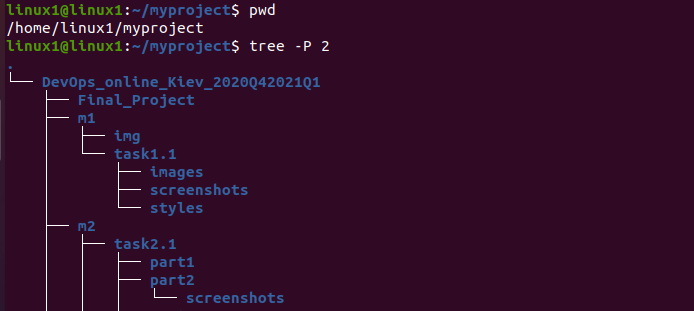 linux1@linux1:~/myproject$ pwd
/home/linux1/myproject
linux1@linux1:~/myproject$ tree -P 2
.
└── DevOps_online_Kiev_2020Q42021Q1
    ├── Final_Project
    ├── m1
    │   ├── img
    │   └── task1.1
    │       ├── images
    │       ├── screenshots
    │       └── styles
    ├── m2
    │   ├── task2.1
    │   │   ├── part1
    │   │   ├── part2
    │   │   │   └── screenshots